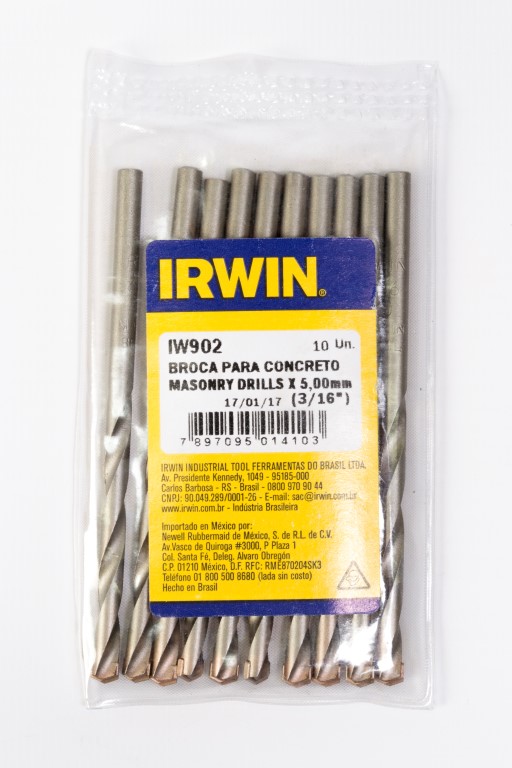 IRWIN®
IW902 10 Un.
BROCA PARA CONCRETO
MASONRY DRILLS X 5,00mm
17/01/17 (3/16")
7 897095 014103
IRWIN INDUSTRIAL TOOL FERRAMENTAS DO BRASIL LTDA.
Av. Presidente Kennedy, 1049 - 95185-000
Carlos Barbosa - RS - Brasil - 0800 970 90 44
CNPJ: 90.049.289/0001-26 - E-mail: sac@irwin.com.br
www.irwin.com.br - Indústria Brasileira
Importado en México por:
Newell Rubbermaid de México, S. de R.L. de C.V.
Av.Vasco de Quiroga #3000, P Plaza 1
Col. Santa Fé, Deleg. Alvaro Obregón
C.P. 01210 México, D.F. RFC: RME870204SK3
Teléfono 01 800 500 8680 (lada sin costo)
Hecho en Brasil